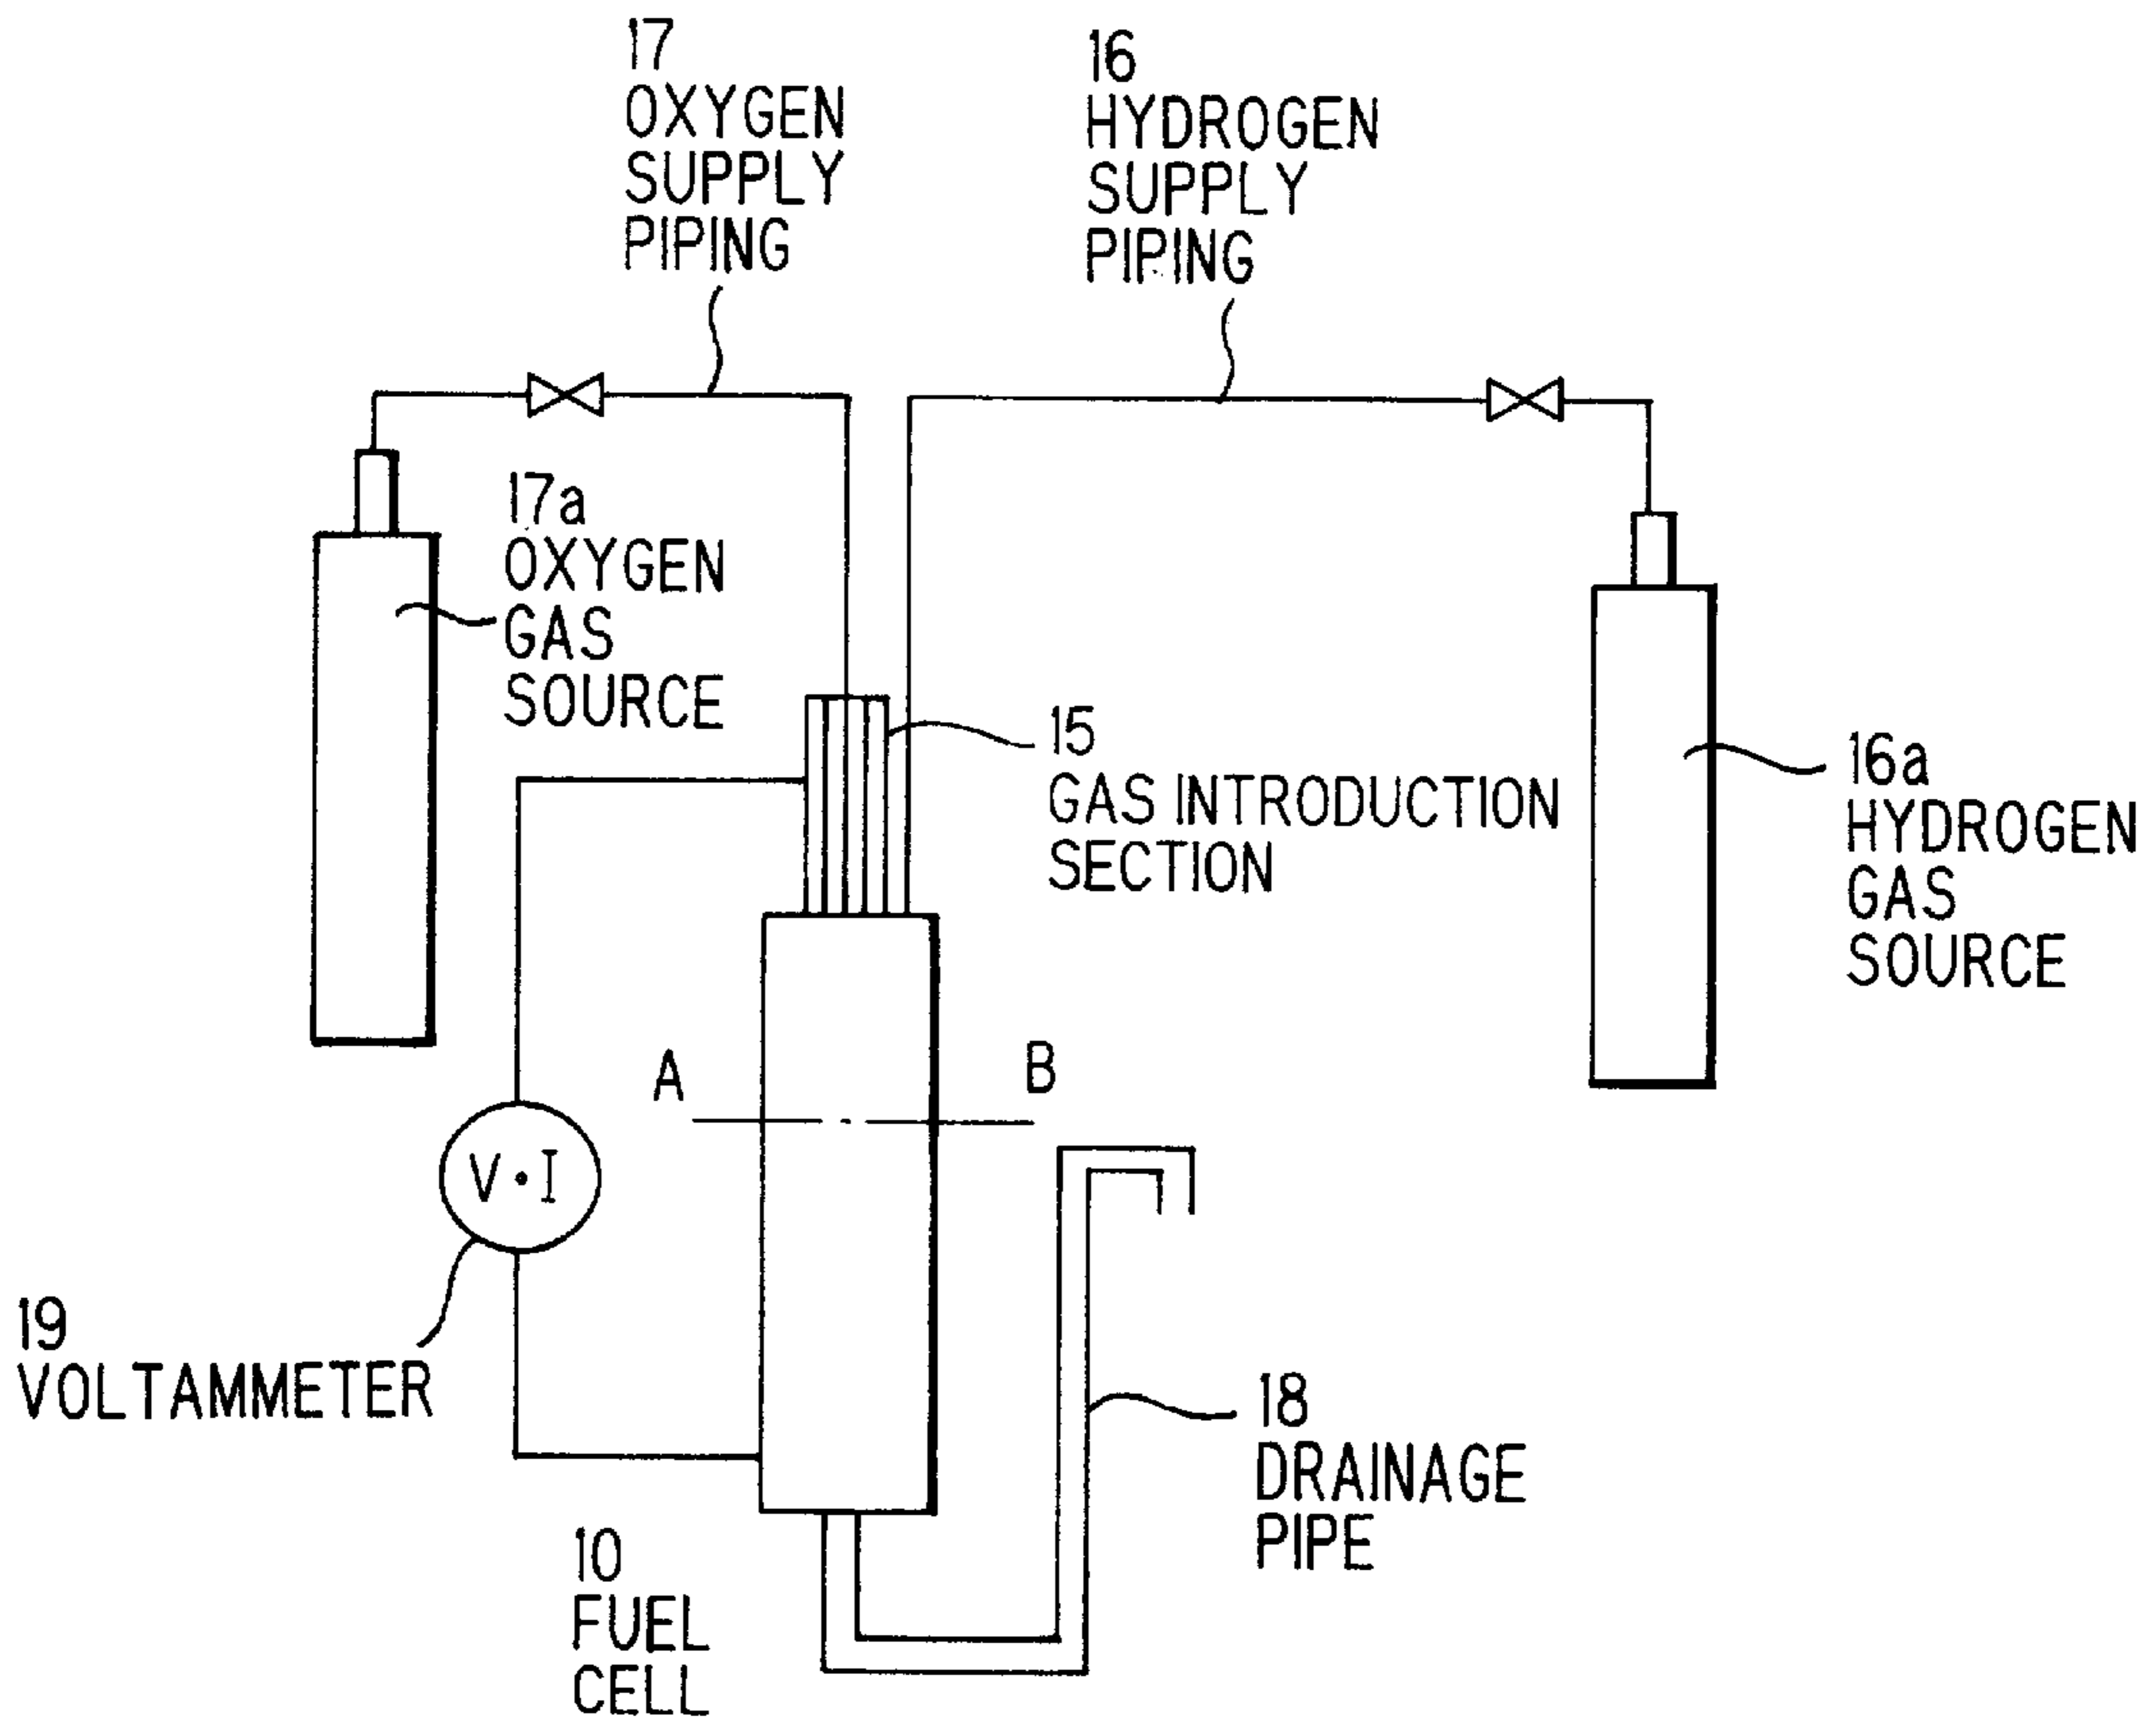 17
OXYGEN
SUPPLY
PIPING
16
HYDROGEN
SUPPLY
PIPING
17a
OXYGEN
GAS
SOURCE
15
GAS INTRODUCTION
SECTION
16a
HYDROGEN
GAS
SOURCE
A
B
V•I
19
VOLTAMMETER
18
DRAINAGE
PIPE
10
FUEL
CELL